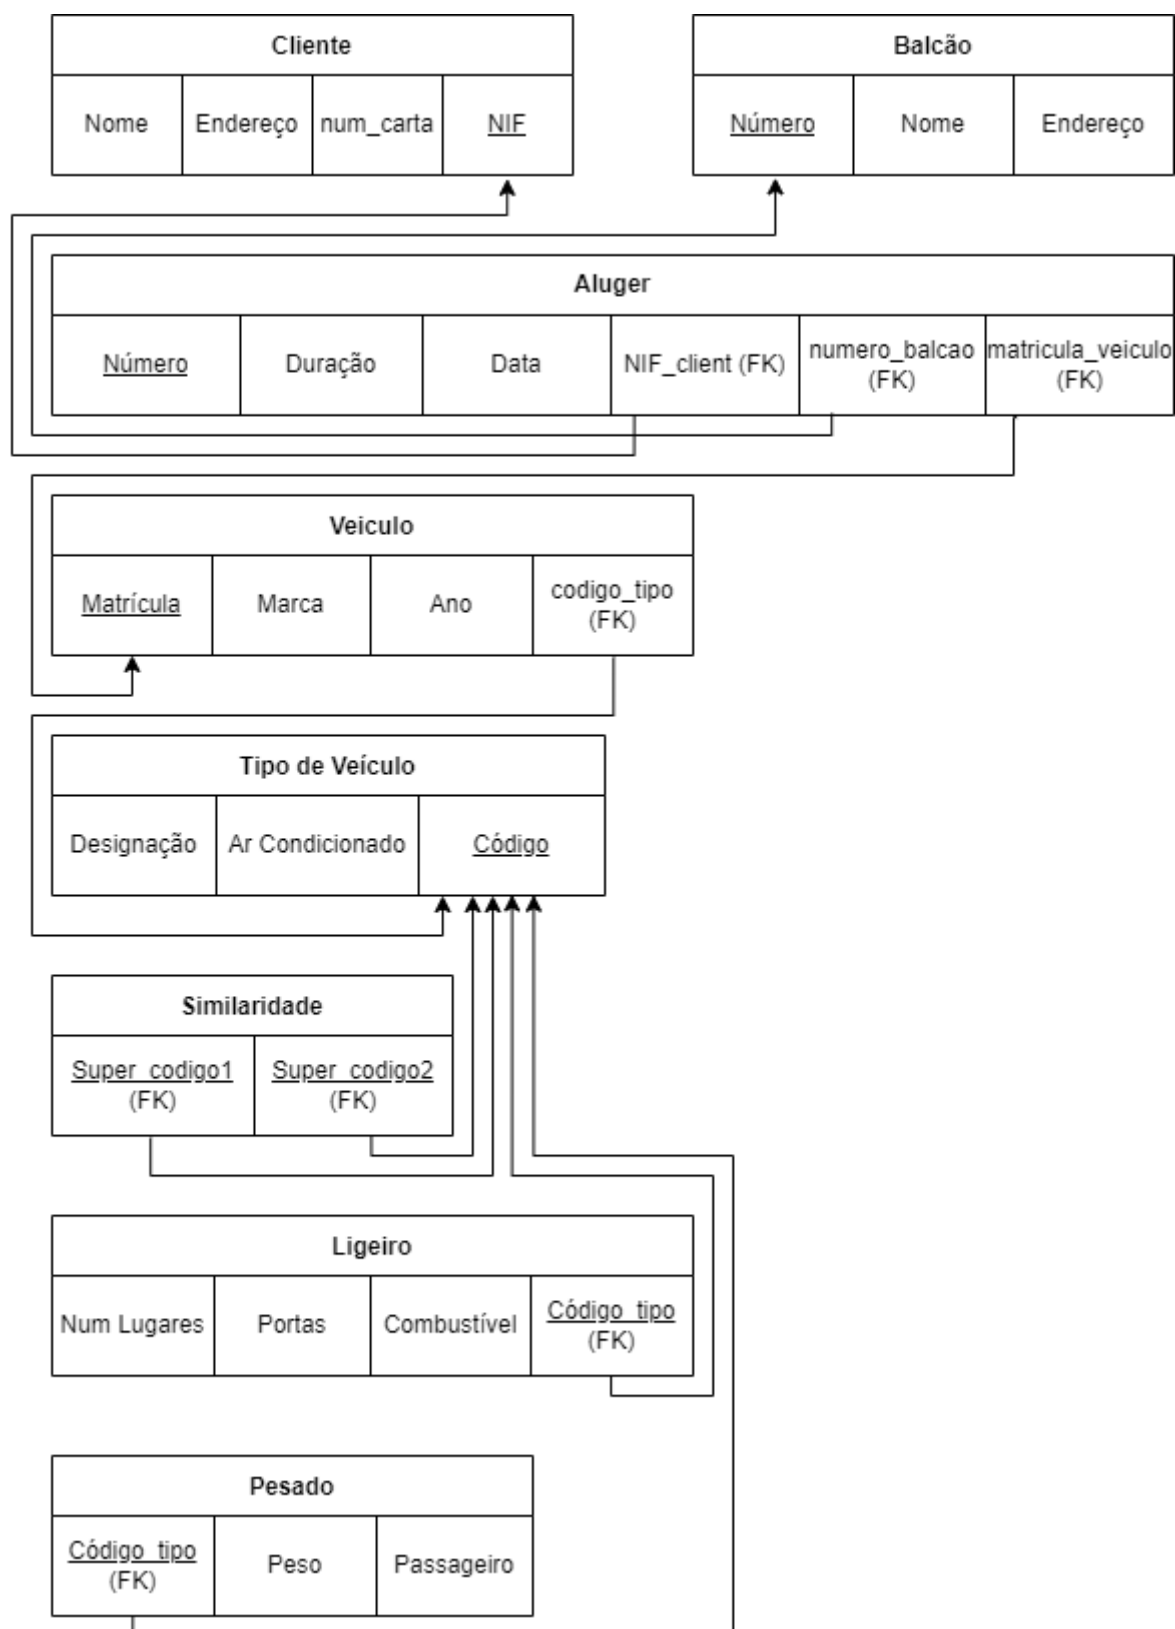 Cliente
Nome
Endereço
num_carta
NIF
Balcão
Número
Nome
Endereço
Aluger
Número
Duração
Data
NIF_client (FK)
numero_balcao
(FK)
matricula_veiculo
(FK)
Veiculo
Matrícula
Marca
Ano
codigo_tipo
(FK)
Tipo de Veículo
Designação
Ar Condicionado
Código
Similaridade
Super_codigo1
(FK)
Super_codigo2
(FK)
Ligeiro
Num Lugares
Portas
Combustível
Código_tipo
(FK)
Pesado
Código_tipo
(FK)
Peso
Passageiro